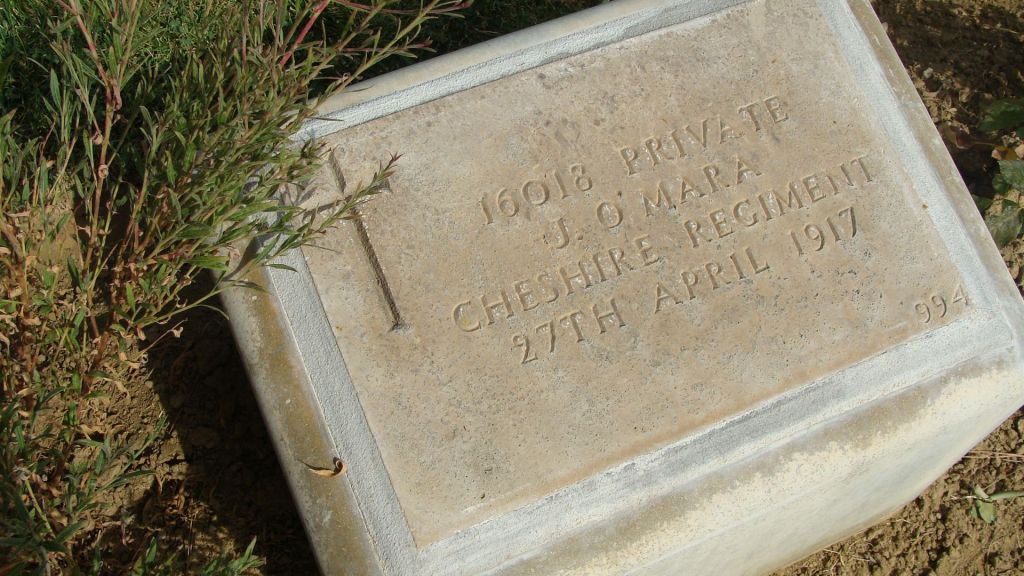 16018 PRIVATE
J. O'MARA
CHESHIRE REGIMENT
27TH APRIL 1917
994